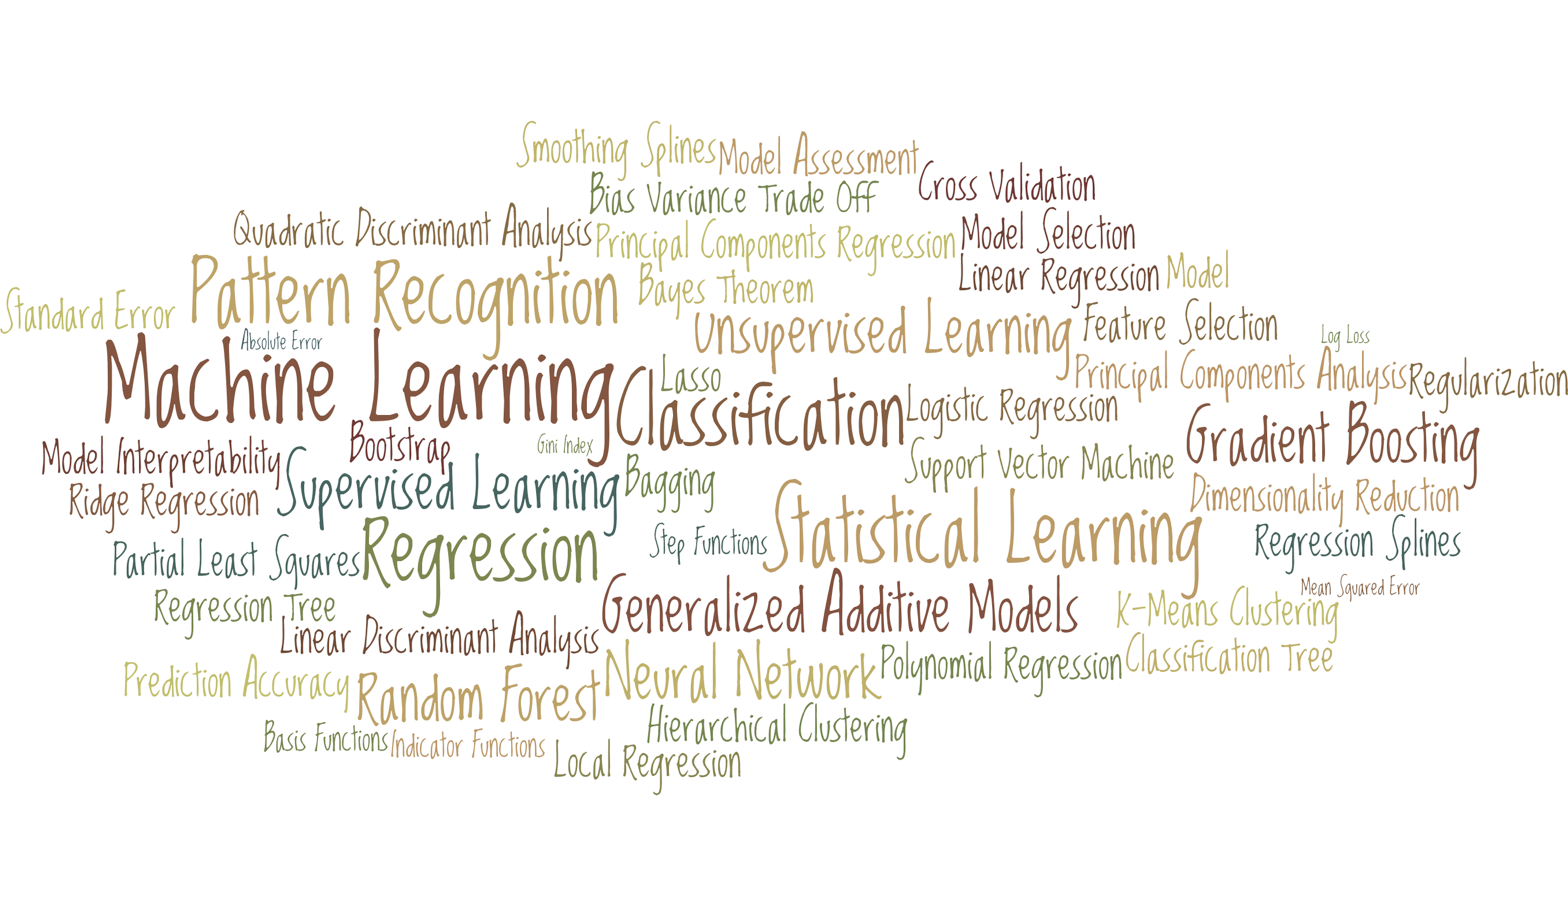 Smoothing Splines
Model Assessment
Cross Validation
Bias Variance Trade Off
Quadratic Discriminant Analysis
Principal Components Regression
Model Selection
Linear Regression
Model
Pattern Recognition
Bayes Theorem
Standard Error
Unsupervised Learning
Feature Selection
Absolute Error
Log Loss
Machine Learning
Lasso
Principal Components Analysis
Regularization
Classification
Logistic Regression
Gradient Boosting
Bootstrap
Gini Index
Model Interpretability
Support Vector Machine
Supervised Learning
Bagging
Ridge Regression
Dimensionality Reduction
Statistical Learning
Regression
Step Functions
Regression Splines
Partial Least Squares
Mean Squared Error
Regression Tree
Generalized Additive Models
K-Means Clustering
Linear Discriminant Analysis
Classification Tree
Polynomial Regression
Neural Network
Prediction Accuracy
Random Forest
Hierarchical Clustering
Basis Functions
Indicator Functions
Local Regression